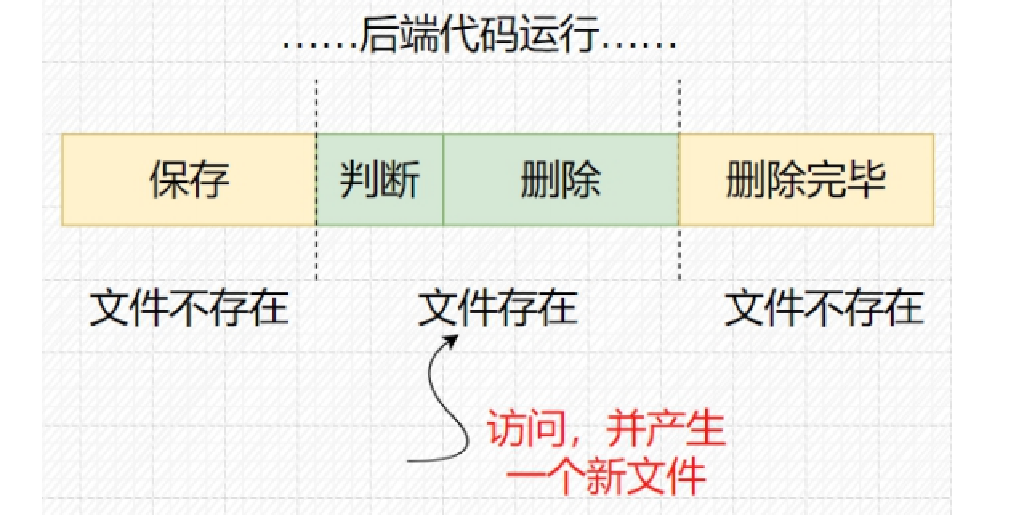 ……后端代码运行……
保存 判断 删除 删除完毕
文件不存在 文件存在 文件不存在
访问，并产生
一个新文件